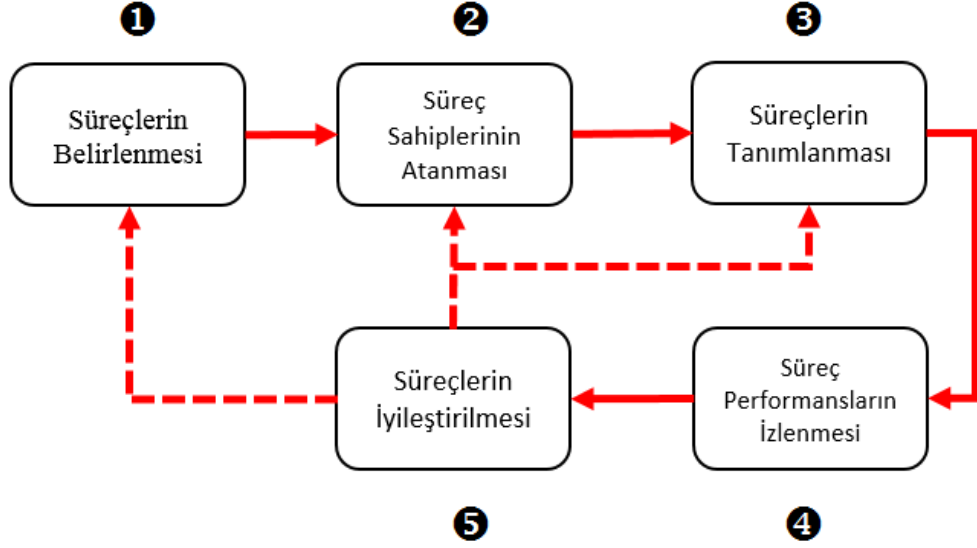 ❶
❷
❸
Süreçlerin
Belirlenmesi
Süreç
Sahiplerinin
Atanması
Süreçlerin
Tanımlanması
Süreçlerin
İyileştirilmesi
Süreç
Performansların
İzlenmesi
❺
❹